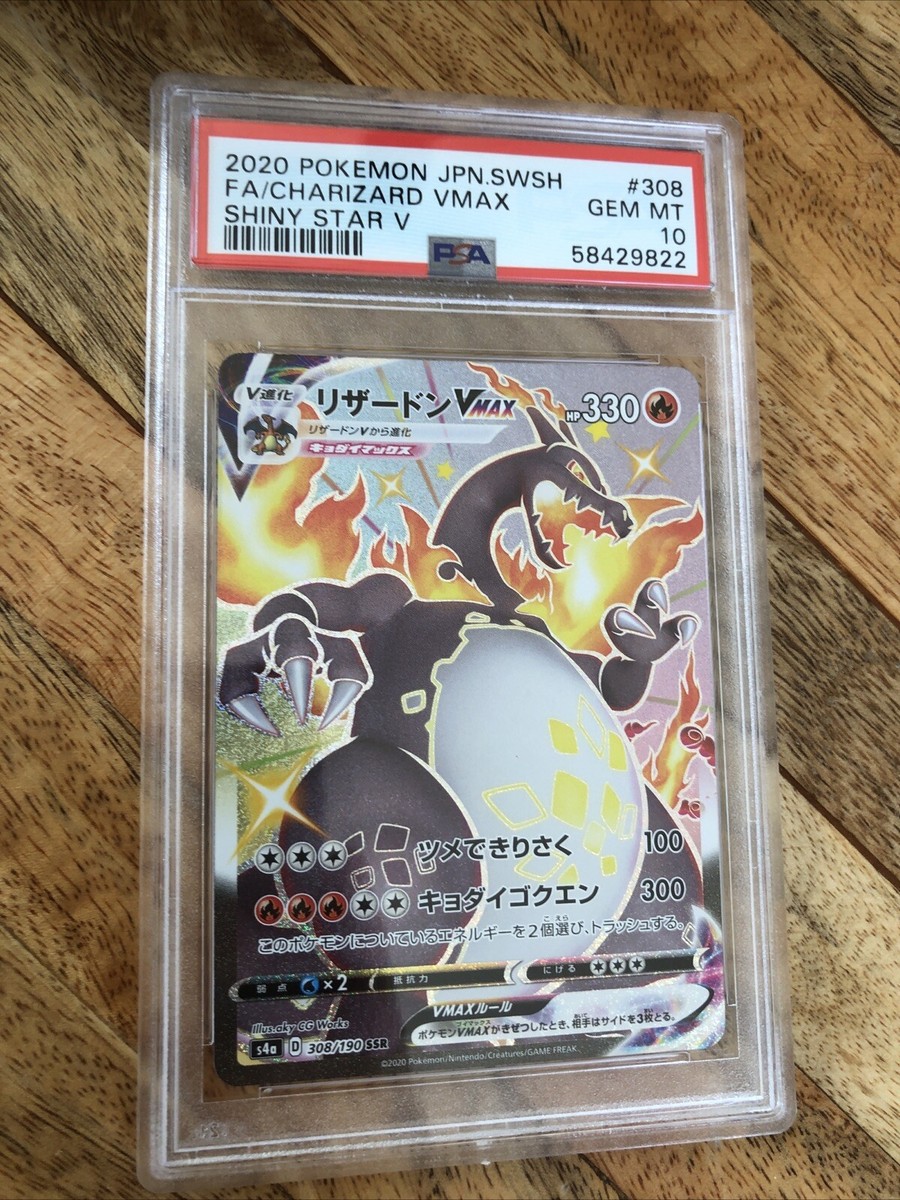 2020 POKEMON JPN.SWSH #308
FA/CHARIZARD VMAX GEM MT
SHINY STAR V 10
PSA 58429822
V進化 リザードンVMAX HP330
リザードンVから進化
キョダイマックス
ツメできりさく 100
キョダイゴクエン 300
このポケモンについているエネルギーを2個選び、トラッシュする。
弱点 ×2 抵抗力 にげる
VMAXルール
ポケモンVMAXがきぜつしたとき、相手はサイドを3枚とる。
Illus.aky CG Works
s4a D 308/190 SSR
©2020 Pokémon/Nintendo/Creatures/GAME FREAK.